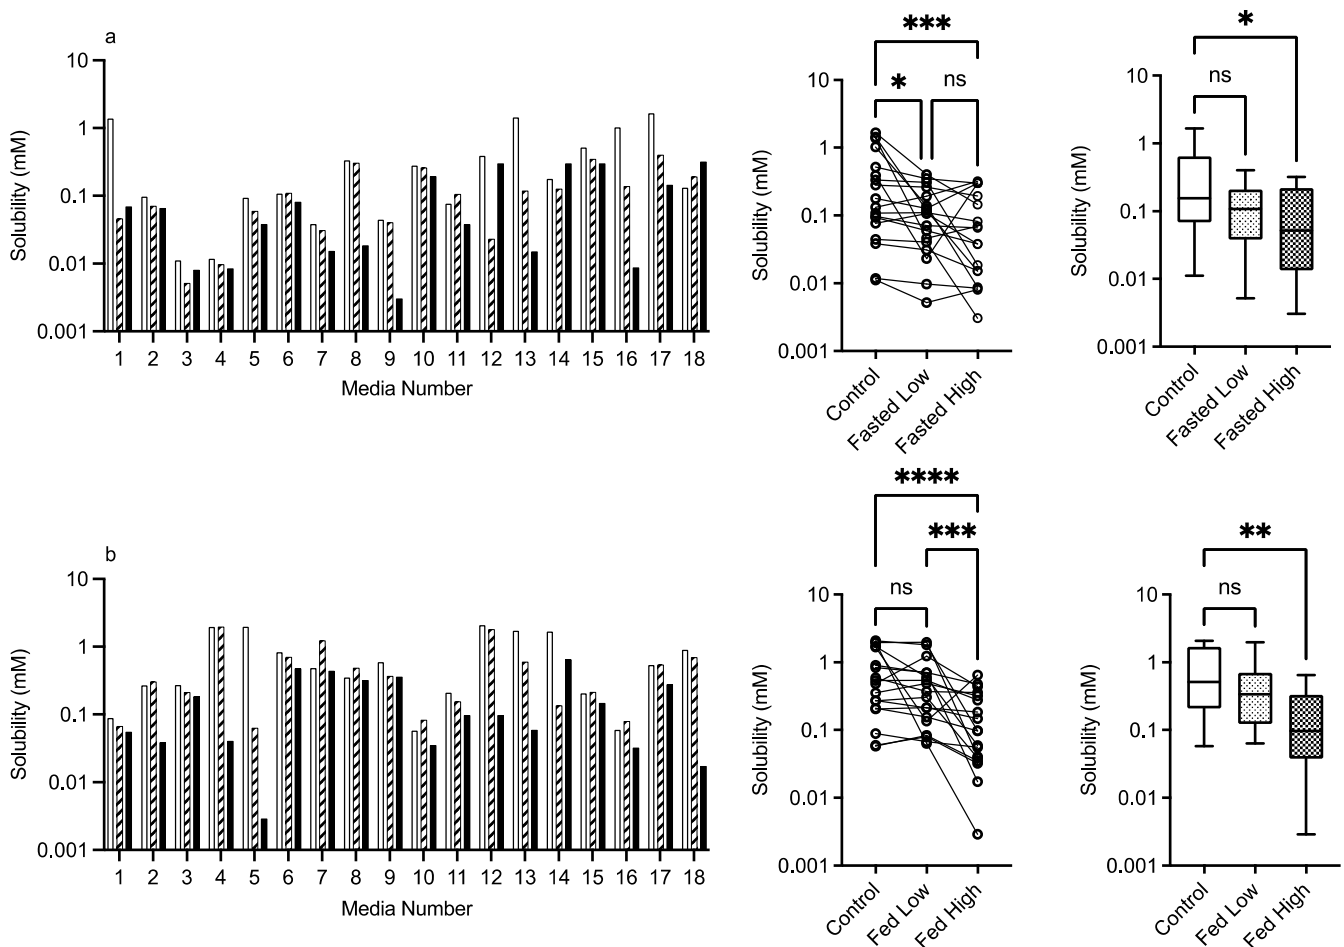 a
Solubility (mM)
10
1
0.1
0.01
0.001
1 2 3 4 5 6 7 8 9 10 11 12 13 14 15 16 17 18
Media Number
***
* ns
Solubility (mM)
10
1
0.1
0.01
0.001
Control Fasted Low Fasted High
*
ns
Solubility (mM)
10
1
0.1
0.01
0.001
Control Fasted Low Fasted High
b
Solubility (mM)
10
1
0.1
0.01
0.001
1 2 3 4 5 6 7 8 9 10 11 12 13 14 15 16 17 18
Media Number
****
***
ns
Solubility (mM)
10
1
0.1
0.01
0.001
Control Fed Low Fed High
**
ns
Solubility (mM)
10
1
0.1
0.01
0.001
Control Fed Low Fed High